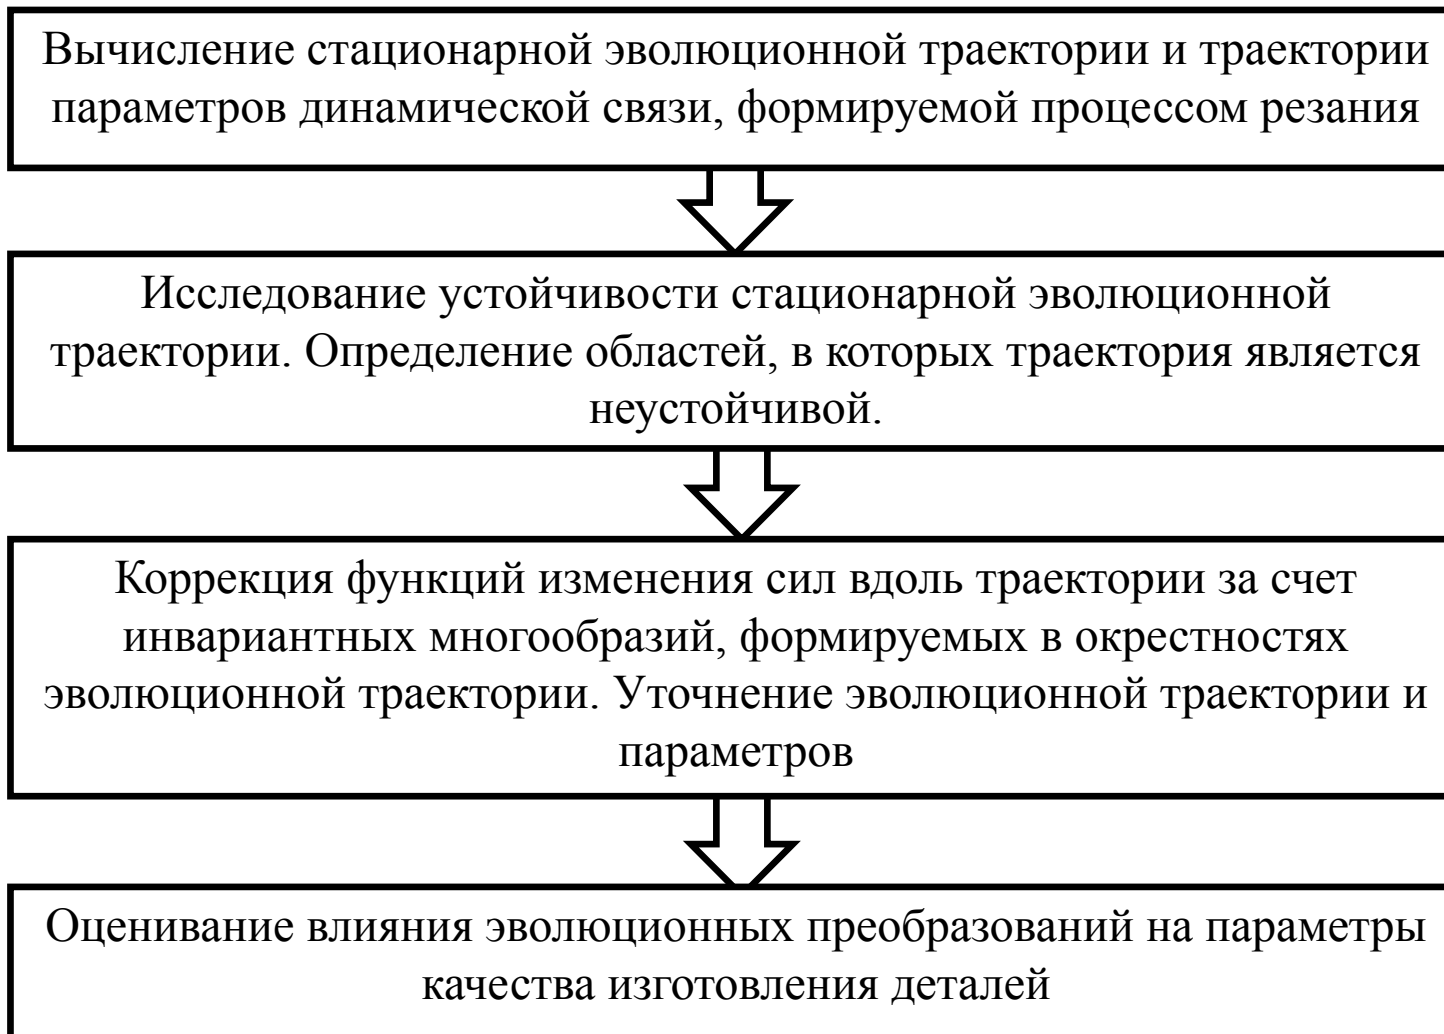 Вычисление стационарной эволюционной траектории и траектории
параметров динамической связи, формируемой процессом резания
Исследование устойчивости стационарной эволюционной
траектории. Определение областей, в которых траектория является
неустойчивой.
Коррекция функций изменения сил вдоль траектории за счет
инвариантных многообразий, формируемых в окрестностях
эволюционной траектории. Уточнение эволюционной траектории и
параметров
Оценивание влияния эволюционных преобразований на параметры
качества изготовления деталей